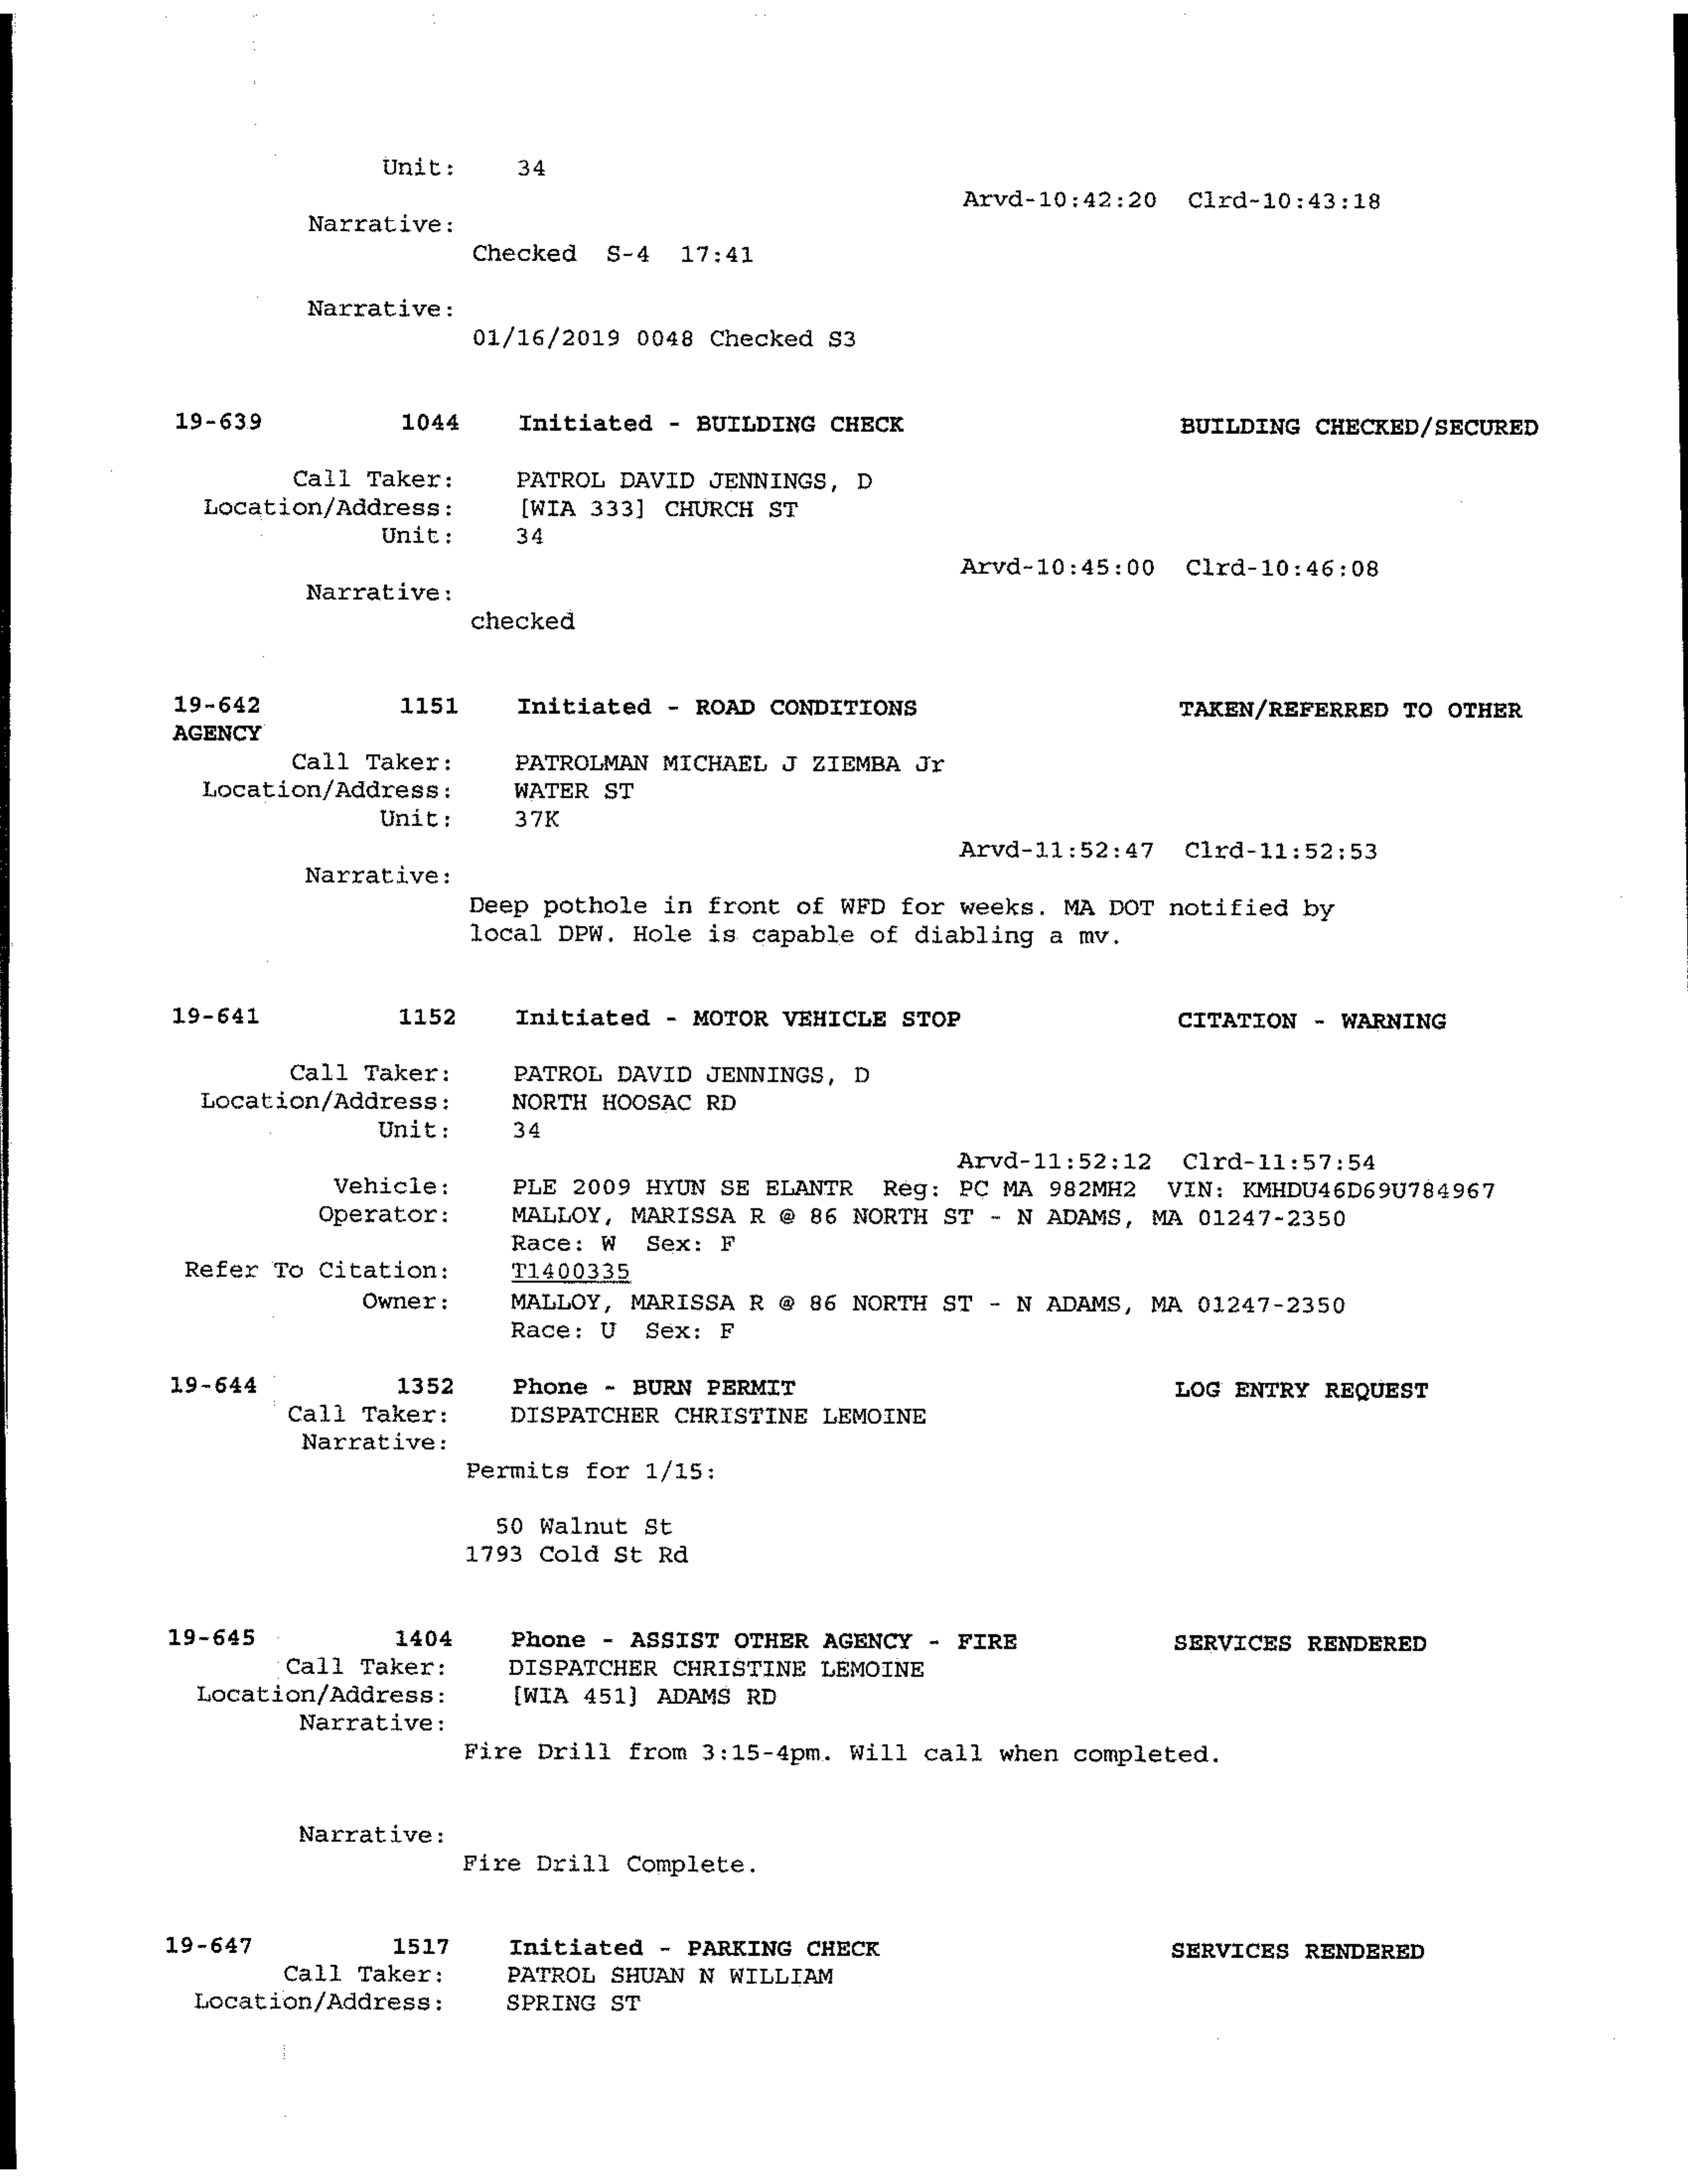 Unit: 34
Arvd-10:42:20 Clrd-10:43:18
Narrative:
Checked S-4 17:41
Narrative:
01/16/2019 0048 Checked S3
19-639 1044 Initiated - BUILDING CHECK BUILDING CHECKED/SECURED
Call Taker: PATROL DAVID JENNINGS, D
Location/Address: [WIA 333] CHURCH ST
Unit: 34
Arvd-10:45:00 Clrd-10:46:08
Narrative:
checked
19-642 1151 Initiated - ROAD CONDITIONS TAKEN/REFERRED TO OTHER
AGENCY
Call Taker: PATROLMAN MICHAEL J ZIEMBA Jr
Location/Address: WATER ST
Unit: 37K
Arvd-11:52:47 Clrd-11:52:53
Narrative:
Deep pothole in front of WFD for weeks. MA DOT notified by
local DPW. Hole is capable of diabling a mv.
19-641 1152 Initiated - MOTOR VEHICLE STOP CITATION - WARNING
Call Taker: PATROL DAVID JENNINGS, D
Location/Address: NORTH HOOSAC RD
Unit: 34
Arvd-11:52:12 Clrd-11:57:54
Vehicle: PLE 2009 HYUN SE ELANTR Reg: PC MA 982MH2 VIN: KMHDU46D69U784967
Operator: MALLOY, MARISSA R @ 86 NORTH ST - N ADAMS, MA 01247-2350
Race: W Sex: F
Refer To Citation: T1400335
Owner: MALLOY, MARISSA R @ 86 NORTH ST - N ADAMS, MA 01247-2350
Race: U Sex: F
19-644 1352 Phone - BURN PERMIT LOG ENTRY REQUEST
Call Taker: DISPATCHER CHRISTINE LEMOINE
Narrative:
Permits for 1/15:
50 Walnut St
1793 Cold St Rd
19-645 1404 Phone - ASSIST OTHER AGENCY - FIRE SERVICES RENDERED
Call Taker: DISPATCHER CHRISTINE LEMOINE
Location/Address: [WIA 451] ADAMS RD
Narrative:
Fire Drill from 3:15-4pm. Will call when completed.
Narrative:
Fire Drill Complete.
19-647 1517 Initiated - PARKING CHECK SERVICES RENDERED
Call Taker: PATROL SHUAN N WILLIAM
Location/Address: SPRING ST